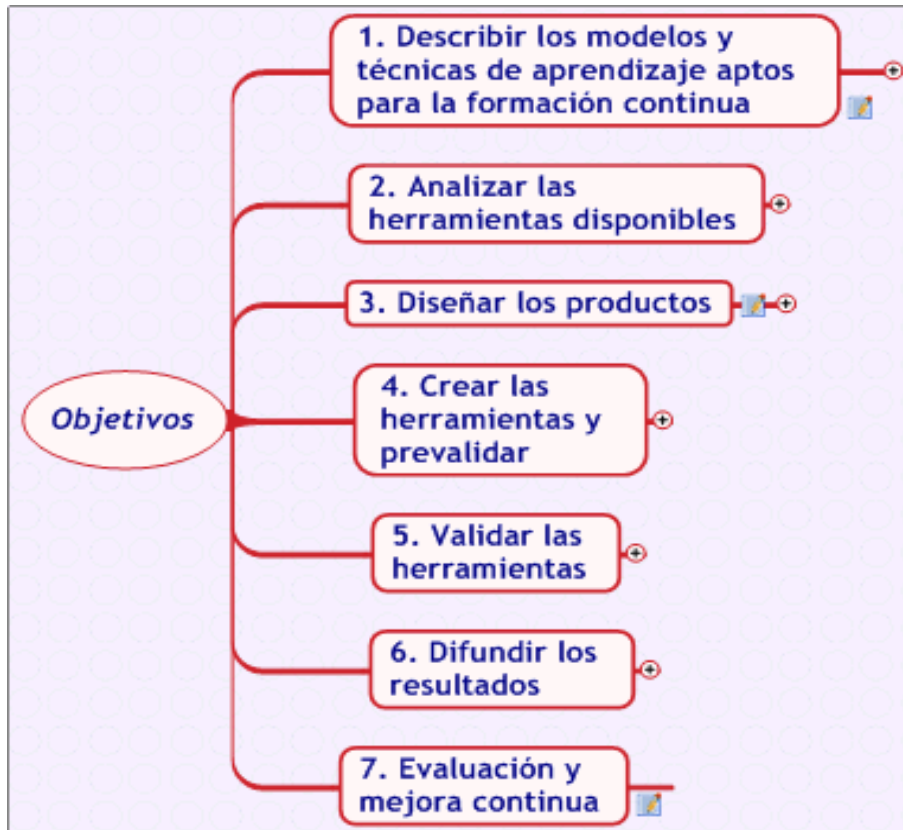 1. Describir los modelos y
técnicas de aprendizaje aptos
para la formación continua
2. Analizar las
herramientas disponibles
3. Diseñar los productos
Objetivos
4. Crear las
herramientas y
prevalidar
5. Validar las
herramientas
6. Difundir los
resultados
7. Evaluación y
mejora continua